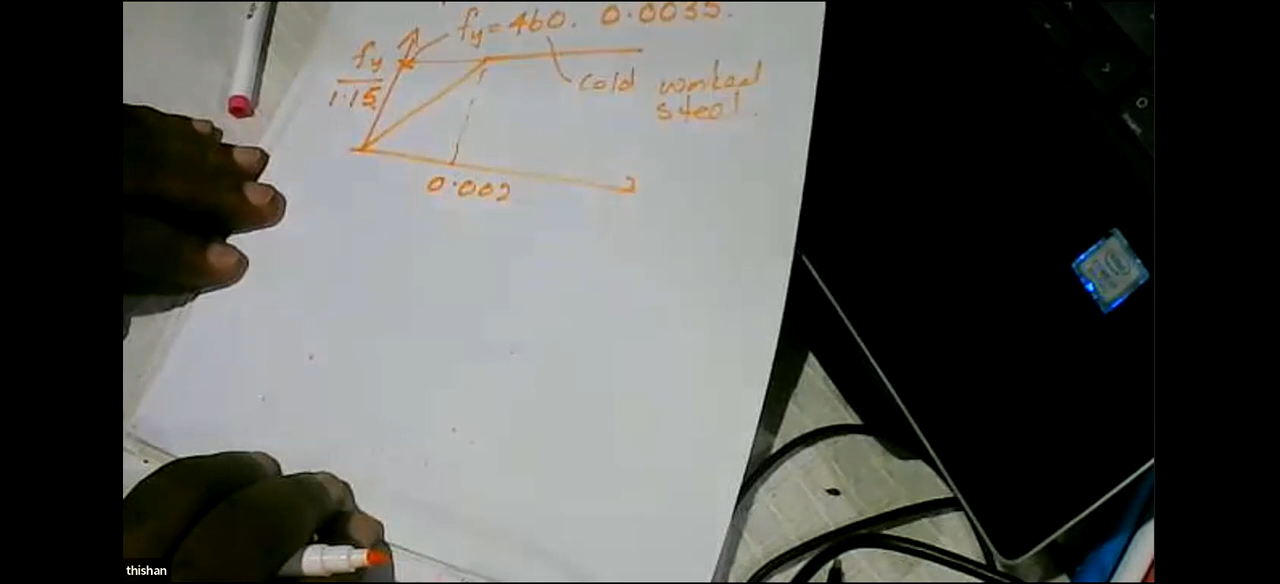 fy = 460. 0.0035.
fy
1.15
cold worked
steel.
0.002
thishan